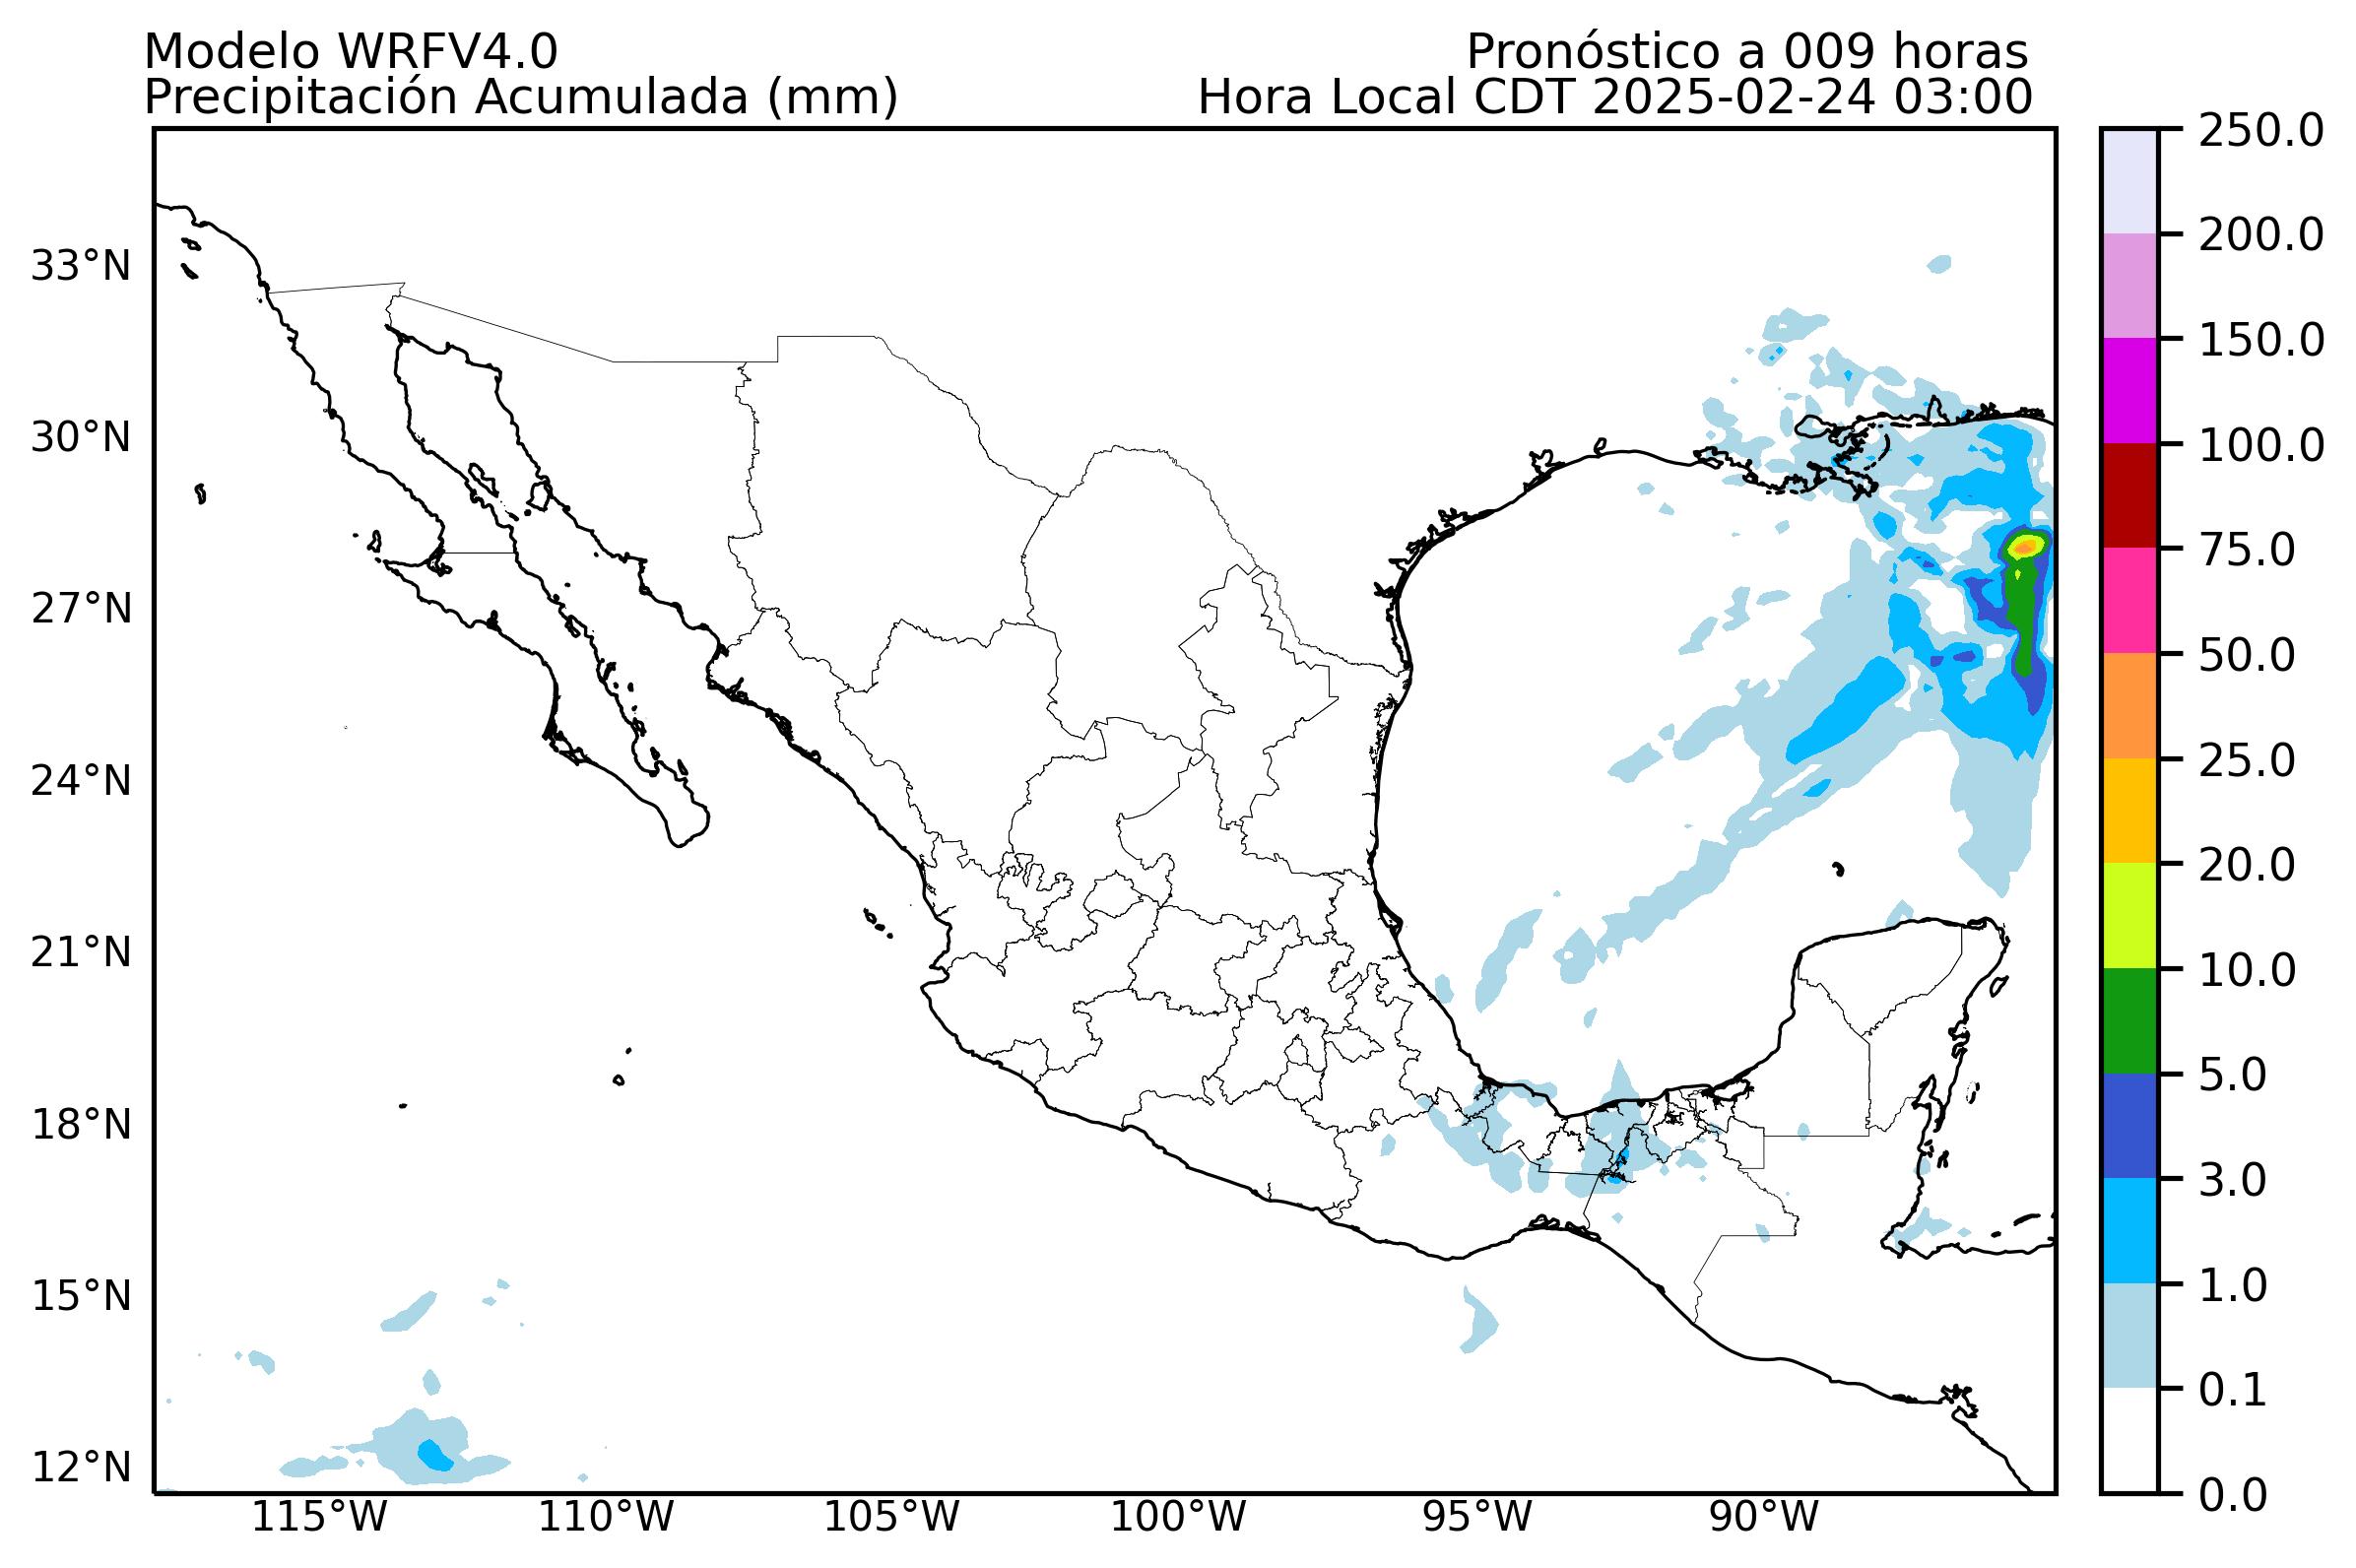 Modelo WRFV4.0
Pronóstico a 009 horas
Precipitación Acumulada (mm)
Hora Local CDT 2025-02-24 03:00
33°N
30°N
27°N
24°N
21°N
18°N
15°N
12°N
115°W
110°W
105°W
100°W
95°W
90°W
250.0
200.0
150.0
100.0
75.0
50.0
25.0
20.0
10.0
5.0
3.0
1.0
0.1
0.0